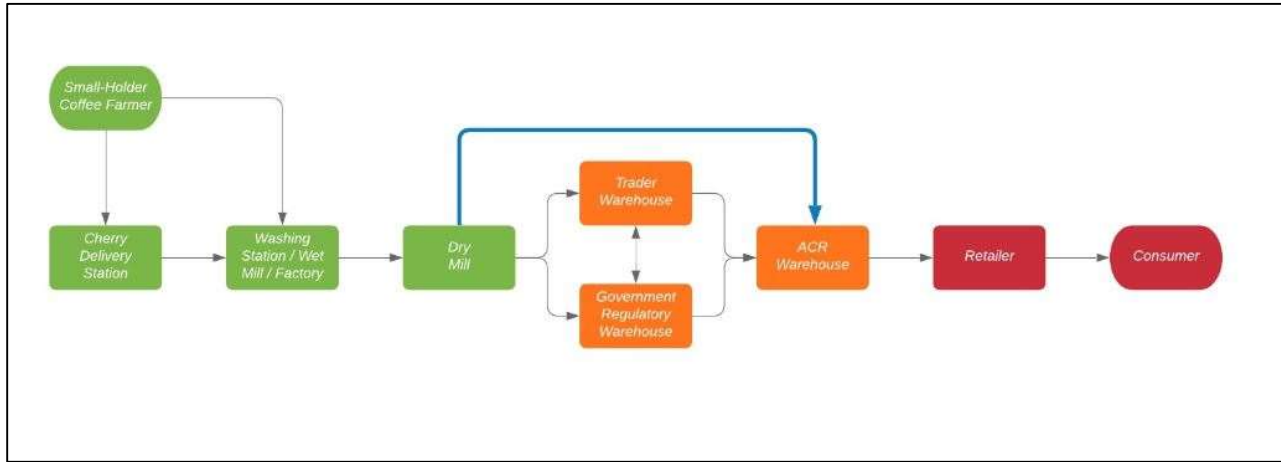 Small-Holder
Coffee Farmer
Cherry
Delivery
Station
Washing
Station / Wet
Mill / Factory
Dry
Mill
Trader
Warehouse
Government
Regulatory
Warehouse
ACR
Warehouse
Retailer
Consumer